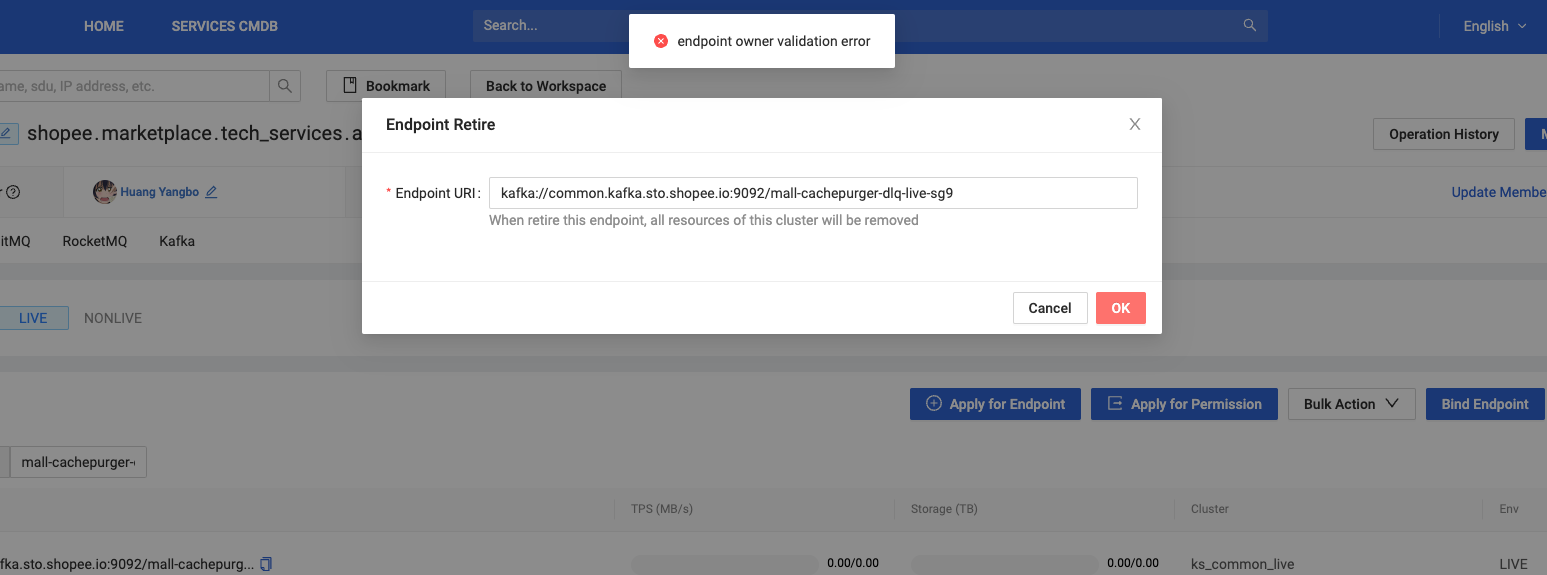 HOME SERVICES CMDB Search... English
endpoint owner validation error
ame, sdu, IP address, etc. Bookmark Back to Workspace
Endpoint Retire
shopee.marketplace.tech_services.a Operation History
* Endpoint URI: kafka://common.kafka.sto.shopee.io:9092/mall-cachepurger-dlq-live-sg9
Huang Yangbo Update Membe
When retire this endpoint, all resources of this cluster will be removed
itMQ RocketMQ Kafka
Cancel OK
LIVE NONLIVE
Apply for Endpoint Apply for Permission Bulk Action Bind Endpoint
mall-cachepurger-
TPS (MB/s) Storage (TB) Cluster Env
fka.sto.shopee.io:9092/mall-cachepurg... 0.00/0.00 0.00/0.00 ks_common_live LIVE